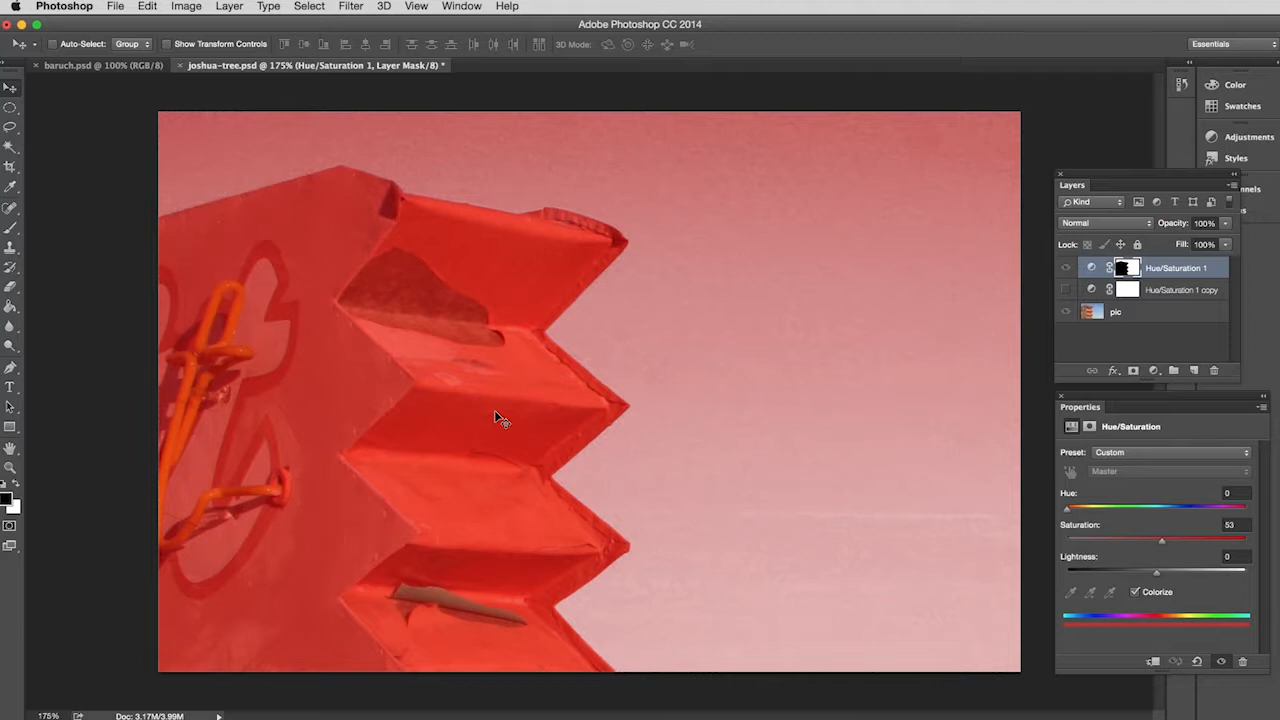 Photoshop File Edit Image Layer Type Select Filter 3D View Window Help
Adobe Photoshop CC 2014
Auto-Select: Group Show Transform Controls 3D Mode: Essentials
× baruch.psd @ 100% (RGB/8) × joshua-tree.psd @ 175% (Hue/Saturation 1, Layer Mask/8) *
Color
Swatches
Adjustments
Styles
nnels
Layers
Kind
Normal Opacity: 100%
Lock: Fill: 100%
Hue/Saturation 1
Hue/Saturation 1 copy
pic
fx
Properties
Hue/Saturation
Preset: Custom
Master
Hue: 0
Saturation: 53
Lightness: 0
Colorize
175% Doc: 3.17M/3.99M